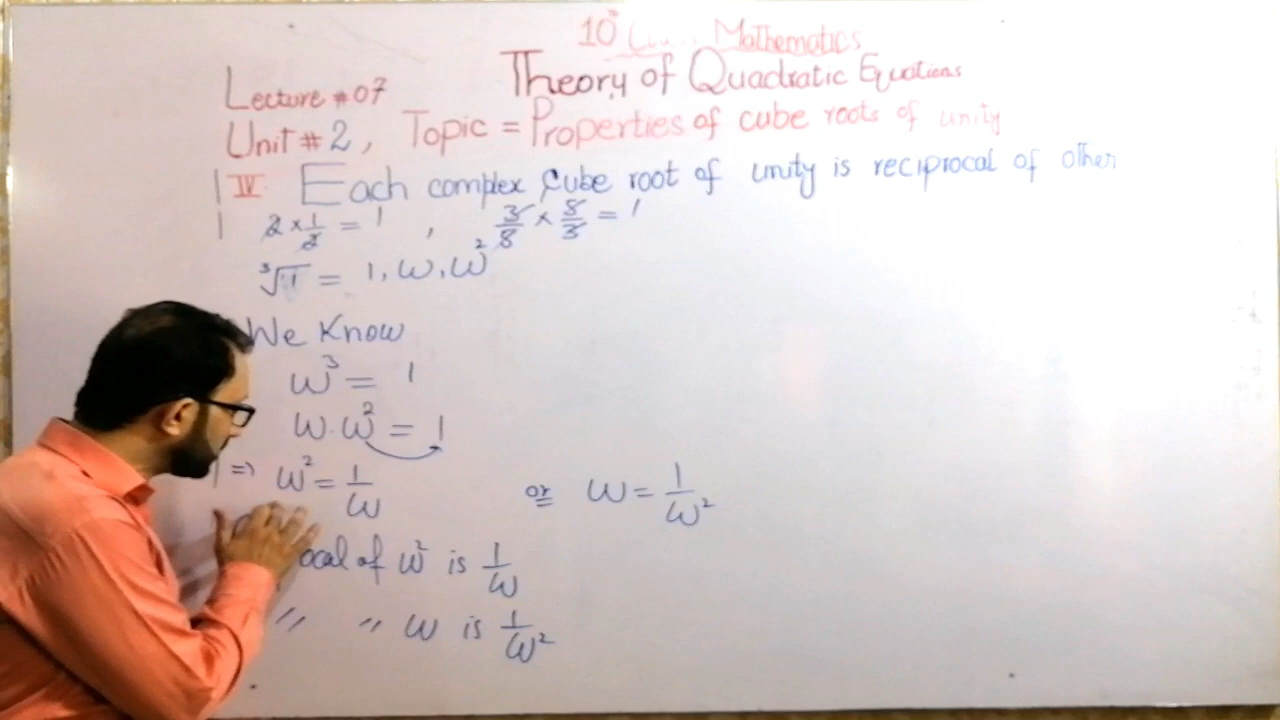 10th Class Mathematics
Theory of Quadratic Equations
Lecture # 07
Unit # 2, Topic = Properties of cube roots of unity
IV Each complex cube root of unity is reciprocal of other
2 × 1/2 = 1 , 3/8 × 8/3 = 1
∛1 = 1, ω, ω²
We Know
ω³ = 1
ω . ω² = 1
=> ω² = 1/ω or ω = 1/ω²
ocal of ω² is 1/ω
〃 〃 ω is 1/ω²